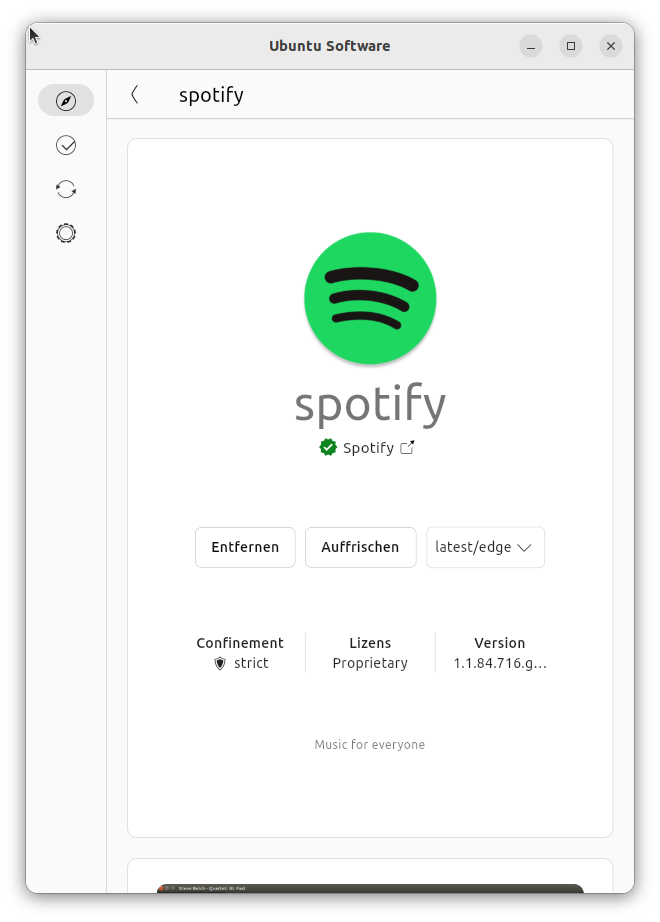 Ubuntu Software
spotify
spotify
Spotify
Entfernen
Auffrischen
latest/edge
Confinement
strict
Lizens
Proprietary
Version
1.1.84.716.g...
Music for everyone
Steve Reich - Quartet: III. Fast